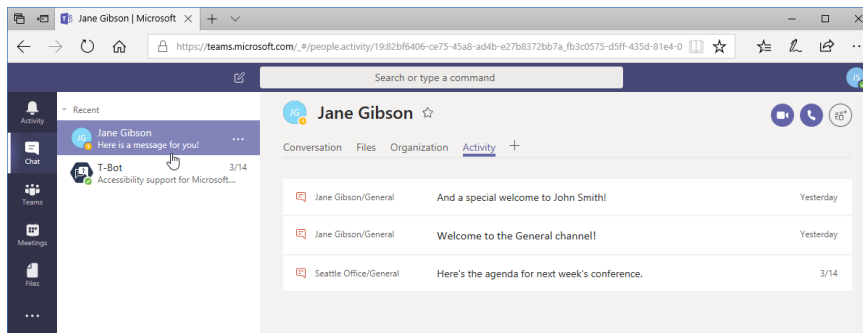 Jane Gibson | Microsoft
https://teams.microsoft.com/_#/people.activity/19:82bf6406-ce75-45a8-ad4b-e27b8372bb7a_fb3c0575-d5ff-435d-81e4-0
Search or type a command
JS
Activity
Chat
Teams
Meetings
Files
Recent
JG
Jane Gibson
Here is a message for you!
T-Bot
3/14
Accessibility support for Microsoft...
JG
Jane Gibson
Conversation Files Organization Activity
Jane Gibson/General And a special welcome to John Smith! Yesterday
Jane Gibson/General Welcome to the General channel! Yesterday
Seattle Office/General Here's the agenda for next week's conference. 3/14